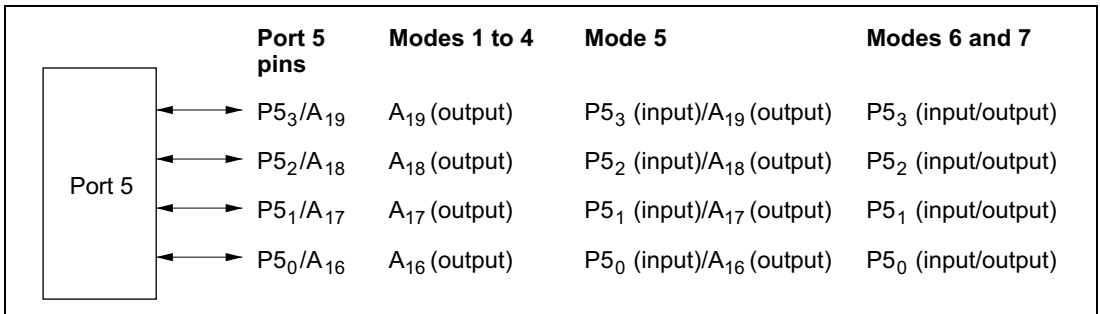 Port 5 pins Modes 1 to 4 Mode 5 Modes 6 and 7
P5₃/A₁₉ A₁₉ (output) P5₃ (input)/A₁₉ (output) P5₃ (input/output)
P5₂/A₁₈ A₁₈ (output) P5₂ (input)/A₁₈ (output) P5₂ (input/output)
Port 5
P5₁/A₁₇ A₁₇ (output) P5₁ (input)/A₁₇ (output) P5₁ (input/output)
P5₀/A₁₆ A₁₆ (output) P5₀ (input)/A₁₆ (output) P5₀ (input/output)